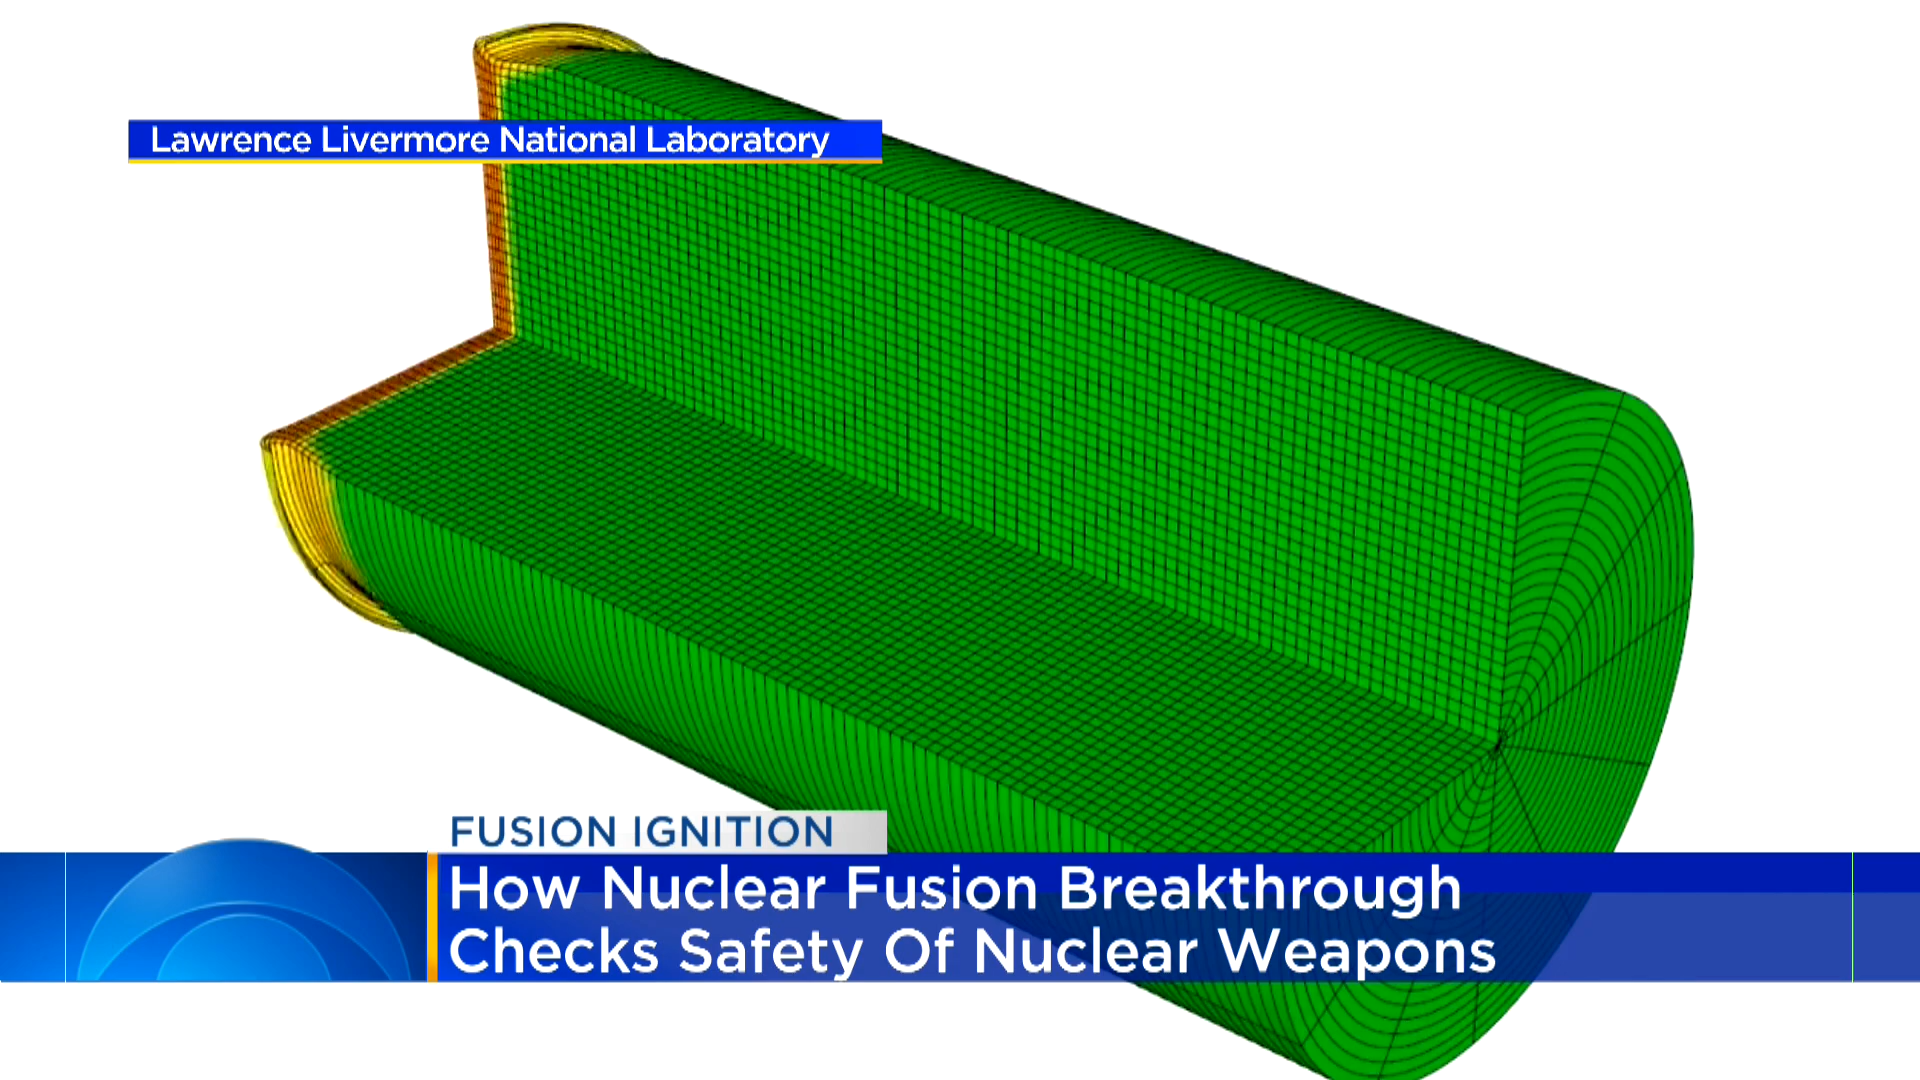 Lawrence Livermore National Laboratory
FUSION IGNITION
How Nuclear Fusion Breakthrough
Checks Safety Of Nuclear Weapons